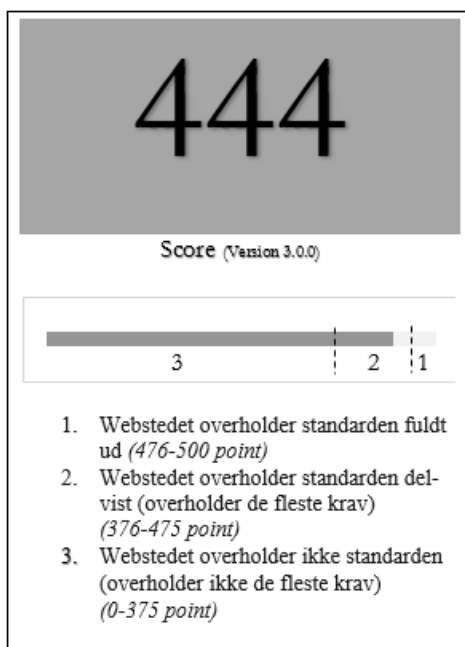 444
Score (Version 3.0.0)
3 2 1
1. Webstedet overholder standarden fuldt
ud (476-500 point)
2. Webstedet overholder standarden del-
vist (overholder de fleste krav)
(376-475 point)
3. Webstedet overholder ikke standarden
(overholder ikke de fleste krav)
(0-375 point)